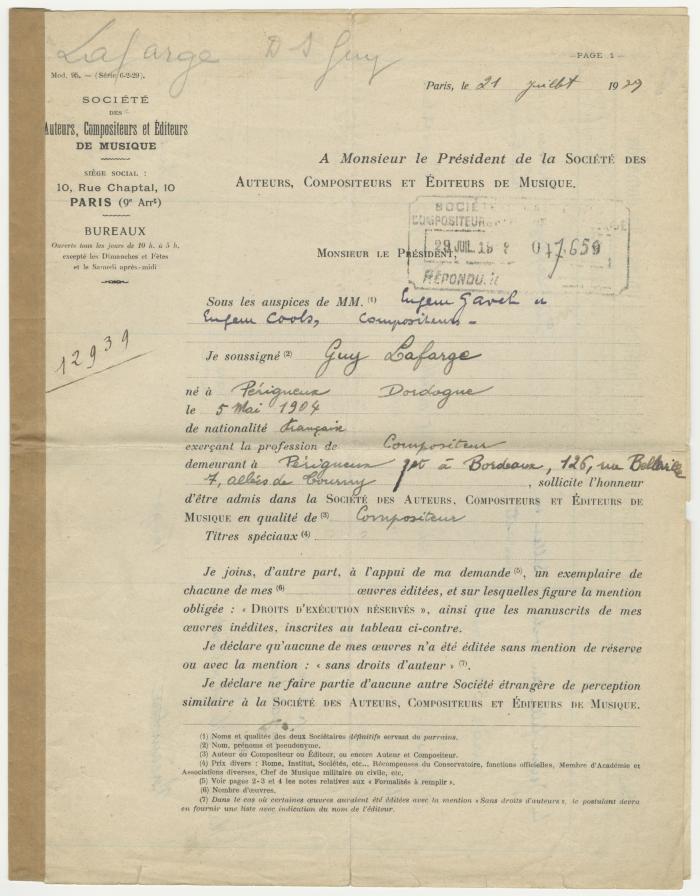 Lafarge Guy
— PAGE 1 —
Mod. 95. — (Série 6-2-29).
Paris, le 21 juillet 1929
SOCIÉTÉ
DES
Auteurs, Compositeurs et Éditeurs
DE MUSIQUE
SIÈGE SOCIAL :
10, Rue Chaptal, 10
PARIS (9e Arrt)
BUREAUX
Ouverts tous les jours de 10 h. à 5 h.
excepté les Dimanches et Fêtes
et le Samedi après-midi
A Monsieur le Président de la SOCIÉTÉ DES
AUTEURS, COMPOSITEURS ET ÉDITEURS DE MUSIQUE.
SOCIÉTÉ
COMPOSITEURS
29 JUIL. 19 017659
RÉPONDU. le
MONSIEUR LE PRÉSIDENT,
12939
Sous les auspices de MM. (1) Eugène Gavel et
Eugène Cools, Compositeurs —
Je soussigné (2) Guy Lafarge
né à Périgueux Dordogne
le 5 Mai 1904
de nationalité française
exerçant la profession de Compositeur
demeurant à Périgueux et à Bordeaux, 126, rue
7, allées de Tourny, sollicite l'honneur
d'être admis dans la SOCIÉTÉ DES AUTEURS, COMPOSITEURS ET ÉDITEURS DE
MUSIQUE en qualité de (3) Compositeur
Titres spéciaux (4)
Je joins, d'autre part, à l'appui de ma demande (5), un exemplaire de
chacune de mes (6) œuvres éditées, et sur lesquelles figure la mention
obligée : « DROITS D'EXÉCUTION RÉSERVÉS », ainsi que les manuscrits de mes
œuvres inédites, inscrites au tableau ci-contre.
Je déclare qu'aucune de mes œuvres n'a été éditée sans mention de réserve
ou avec la mention : « sans droits d'auteur » (7).
Je déclare ne faire partie d'aucune autre Société étrangère de perception
similaire à la SOCIÉTÉ DES AUTEURS, COMPOSITEURS ET ÉDITEURS DE MUSIQUE.
(1) Noms et qualités des deux Sociétaires définitifs servant de parrains.
(2) Nom, prénoms et pseudonyme.
(3) Auteur ou Compositeur ou Éditeur, ou encore Auteur et Compositeur.
(4) Prix divers : Rome, Institut, Sociétés, etc... Récompenses du Conservatoire, fonctions officielles, Membre d'Académie et
Associations diverses, Chef de Musique militaire ou civile, etc.
(5) Voir pages 2-3 et 4 les notes relatives aux « Formalités à remplir ».
(6) Nombre d'œuvres.
(7) Dans le cas où certaines œuvres auraient été éditées avec la mention « Sans droits d'auteurs », le postulant devra
en fournir une liste avec indication du nom de l'éditeur.